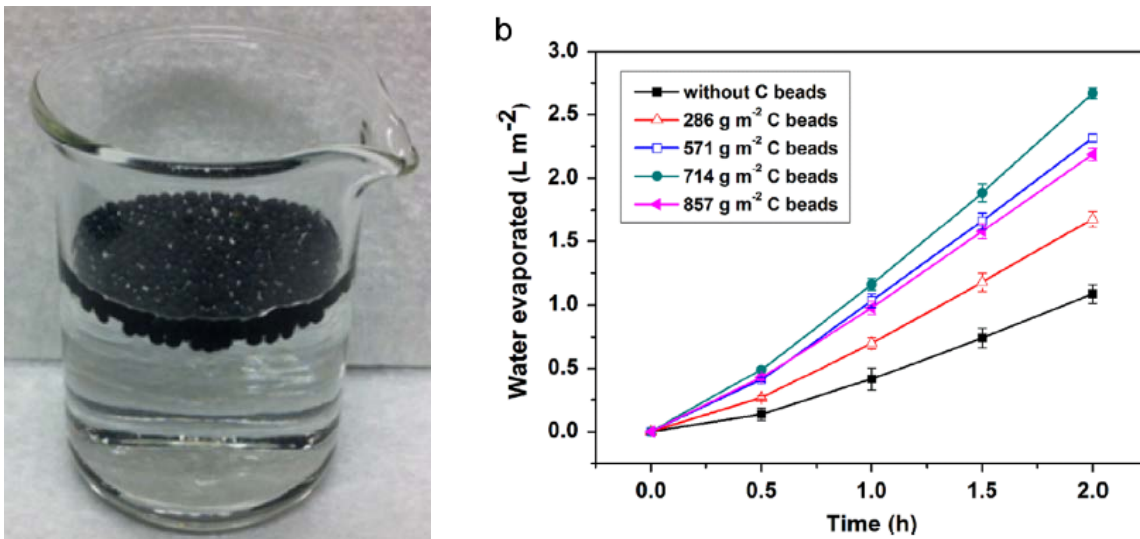 b
3.0
2.5
2.0
1.5
1.0
0.5
0.0
Water evaporated (L m⁻²)
without C beads
286 g m⁻² C beads
571 g m⁻² C beads
714 g m⁻² C beads
857 g m⁻² C beads
0.0 0.5 1.0 1.5 2.0
Time (h)